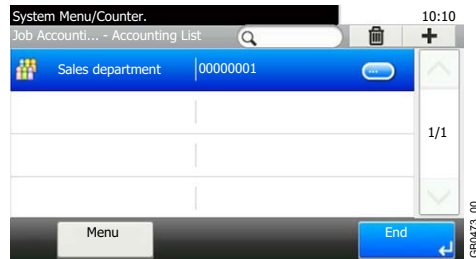 System Menu/Counter.
10:10
Job Accounti... - Accounting List
Sales department
00000001
1/1
Menu
End
GB0473_00